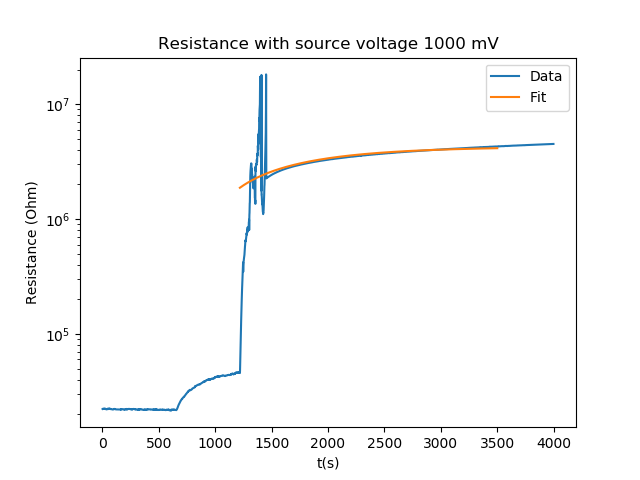 Resistance with source voltage 1000 mV
Data
Fit
10^7
10^6
10^5
Resistance (Ohm)
0 500 1000 1500 2000 2500 3000 3500 4000
t(s)